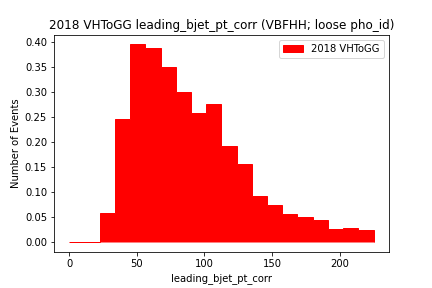 2018 VHToGG leading_bjet_pt_corr (VBFHH; loose pho_id)
2018 VHToGG
0.40
0.35
0.30
0.25
0.20
0.15
0.10
0.05
0.00
Number of Events
0 50 100 150 200
leading_bjet_pt_corr